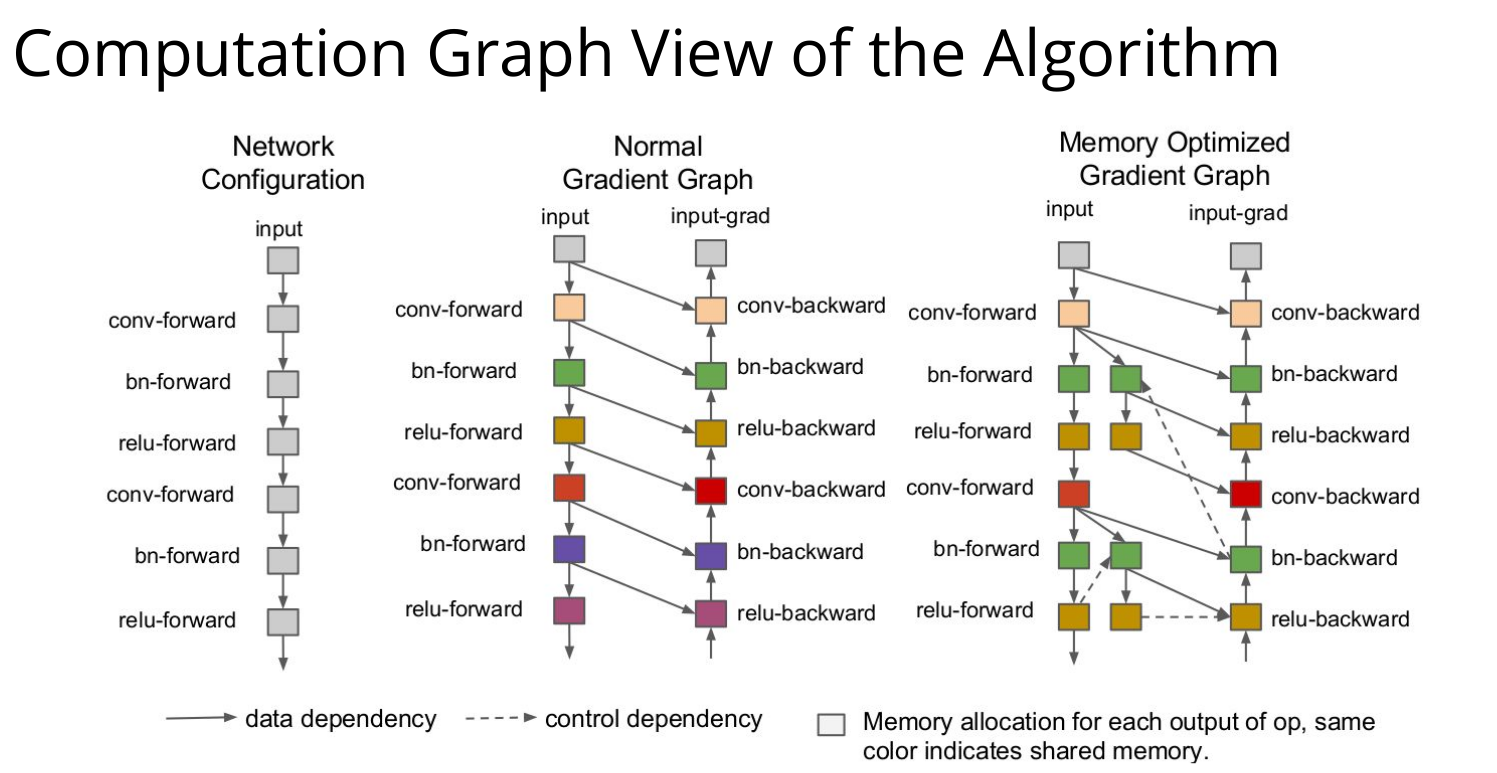 Computation Graph View of the Algorithm
Network
Configuration
input
conv-forward
bn-forward
relu-forward
conv-forward
bn-forward
relu-forward
Normal
Gradient Graph
input
input-grad
conv-forward
conv-backward
bn-forward
bn-backward
relu-forward
relu-backward
conv-forward
conv-backward
bn-forward
bn-backward
relu-forward
relu-backward
Memory Optimized
Gradient Graph
input
input-grad
conv-forward
conv-backward
bn-forward
bn-backward
relu-forward
relu-backward
conv-forward
conv-backward
bn-forward
bn-backward
relu-forward
relu-backward
data dependency
control dependency
Memory allocation for each output of op, same
color indicates shared memory.